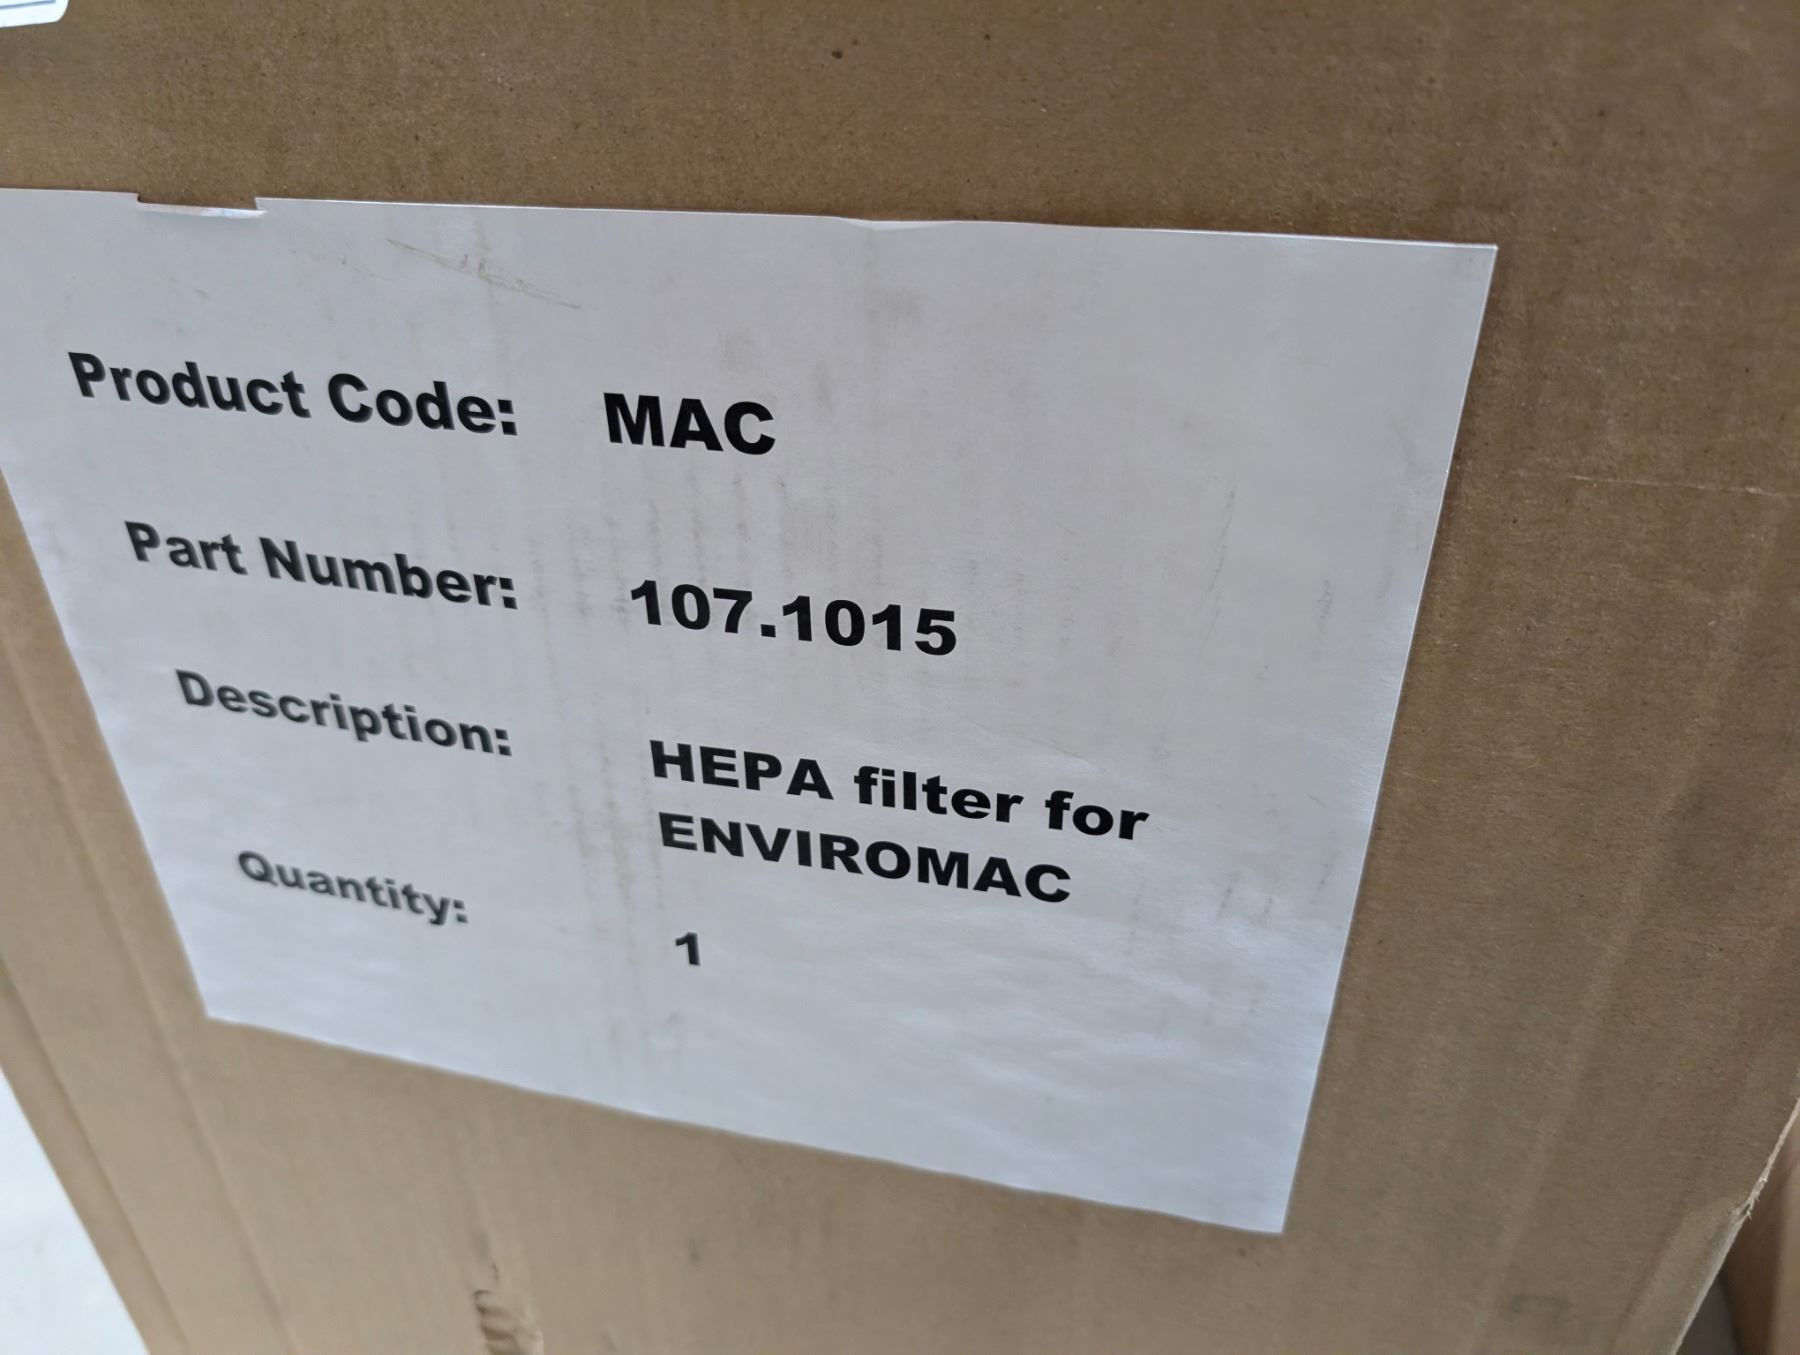 Product Code: MAC
Part Number: 107.1015
Description: HEPA filter for
ENVIROMAC
Quantity: 1